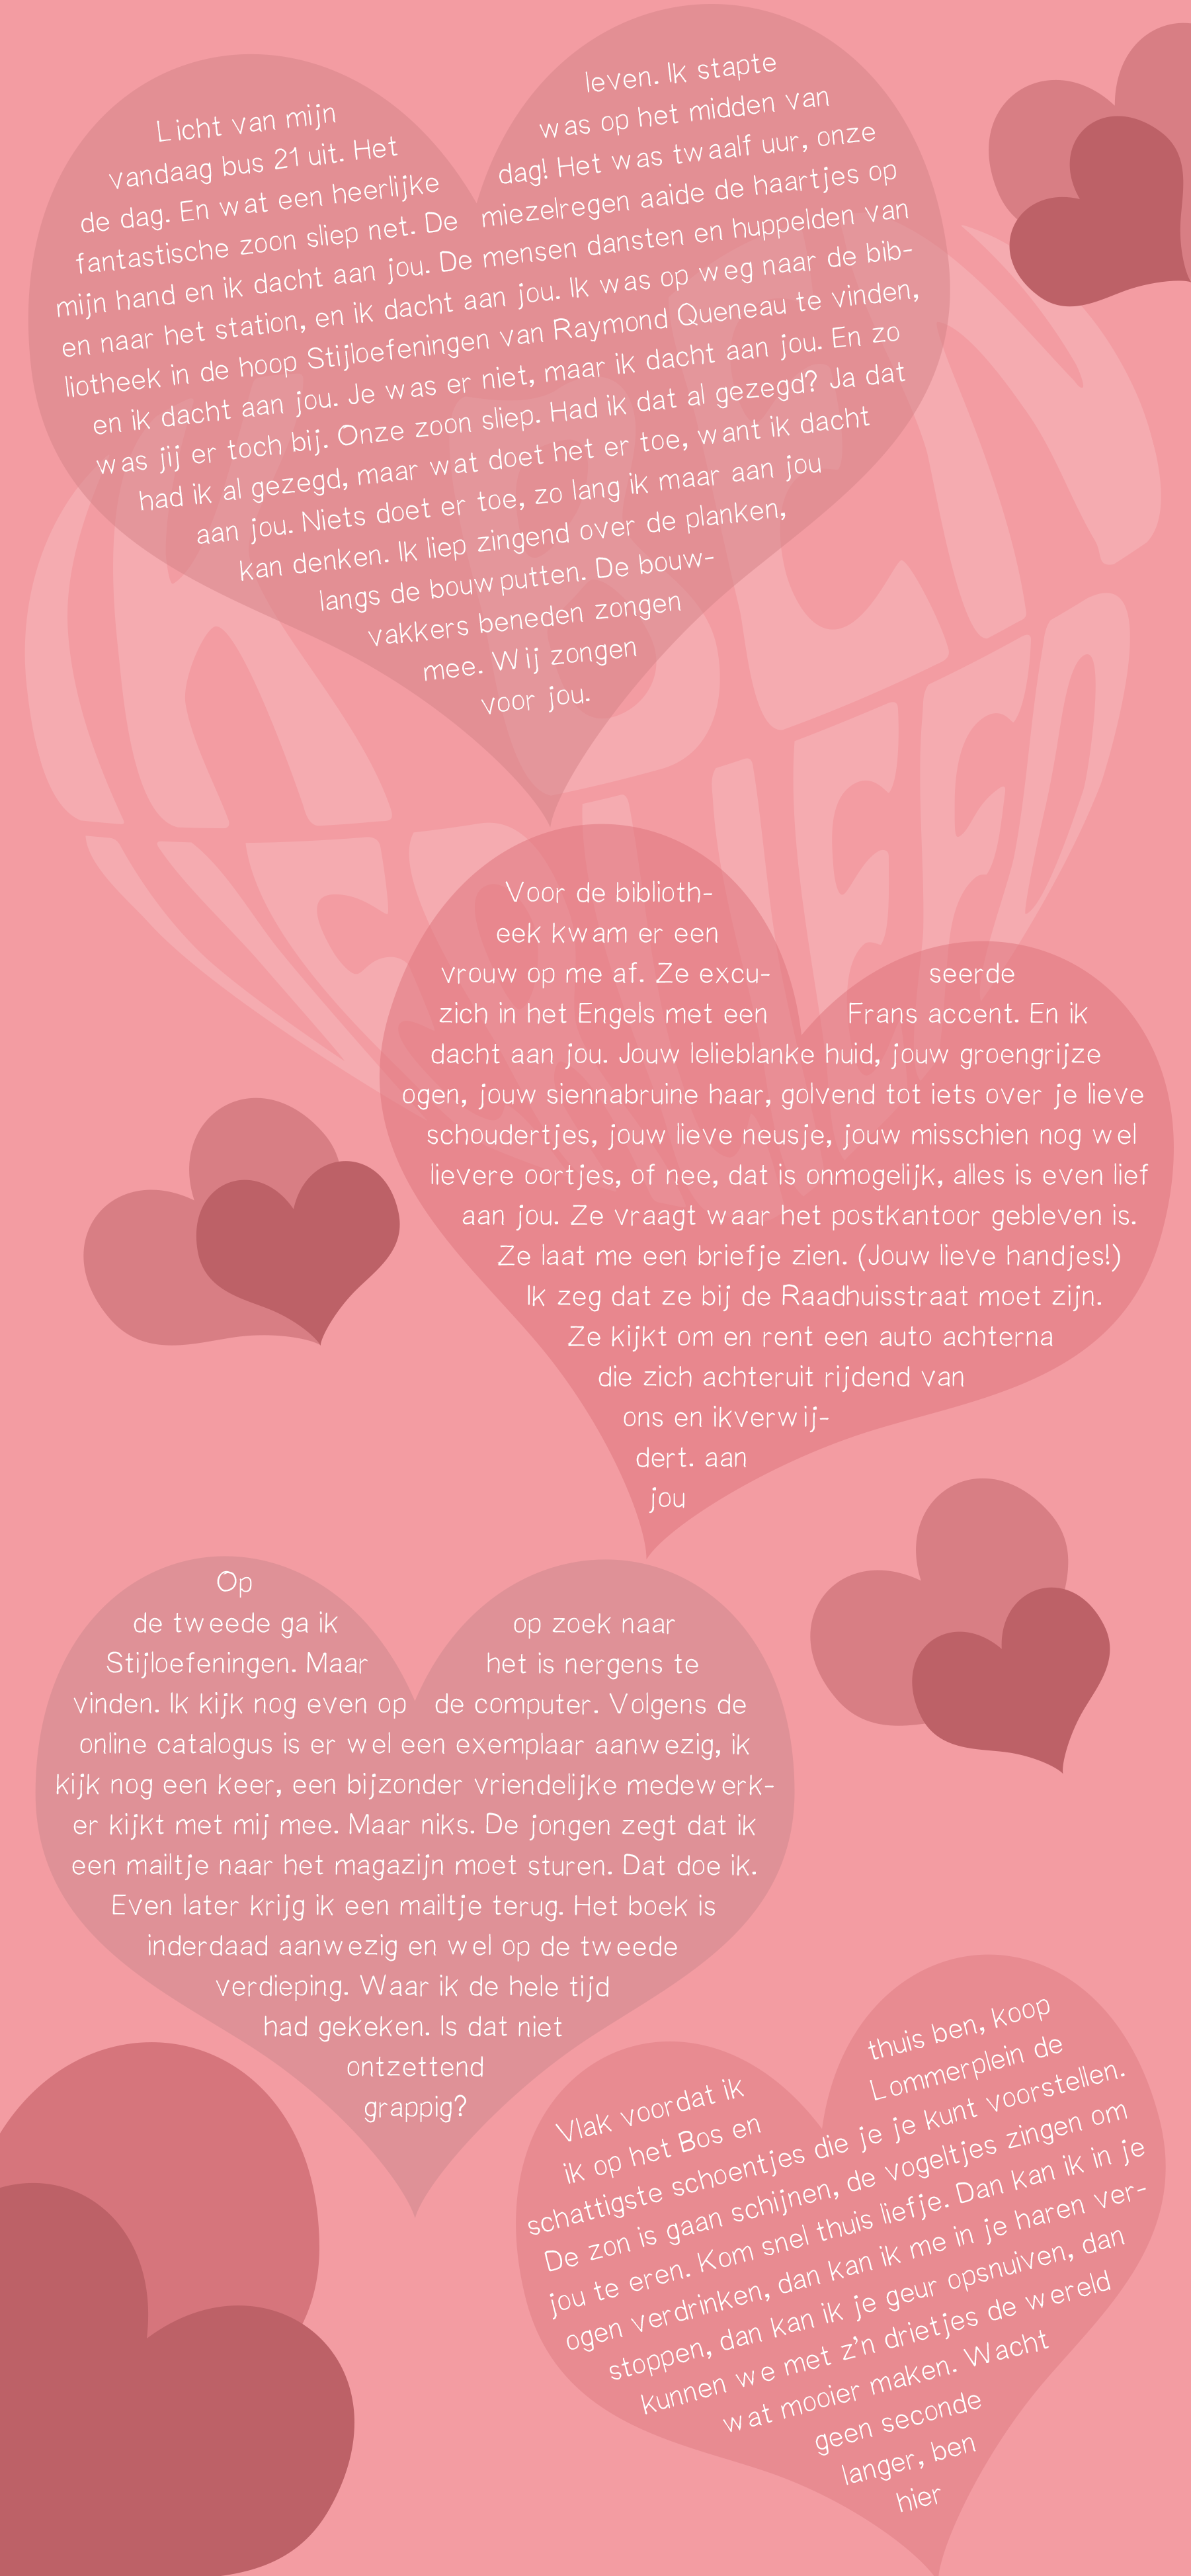 IK BEN
VERLIEFD
Licht van mijn leven. Ik stapte
vandaag bus 21 uit. Het was op het midden van
de dag. En wat een heerlijke dag! Het was twaalf uur, onze
fantastische zoon sliep net. De miezelregen aaide de haartjes op
mijn hand en ik dacht aan jou. De mensen dansten en huppelden van
en naar het station, en ik dacht aan jou. Ik was op weg naar de bib-
liotheek in de hoop Stijloefeningen van Raymond Queneau te vinden,
en ik dacht aan jou. Je was er niet, maar ik dacht aan jou. En zo
was jij er toch bij. Onze zoon sliep. Had ik dat al gezegd? Ja dat
had ik al gezegd, maar wat doet het er toe, want ik dacht
aan jou. Niets doet er toe, zo lang ik maar aan jou
kan denken. Ik liep zingend over de planken,
langs de bouwputten. De bouw-
vakkers beneden zongen
mee. Wij zongen
voor jou.
Voor de biblioth-
eek kwam er een
vrouw op me af. Ze excu- seerde
zich in het Engels met een Frans accent. En ik
dacht aan jou. Jouw lelieblanke huid, jouw groengrijze
ogen, jouw siennabruine haar, golvend tot iets over je lieve
schoudertjes, jouw lieve neusje, jouw misschien nog wel
lievere oortjes, of nee, dat is onmogelijk, alles is even lief
aan jou. Ze vraagt waar het postkantoor gebleven is.
Ze laat me een briefje zien. (Jouw lieve handjes!)
Ik zeg dat ze bij de Raadhuisstraat moet zijn.
Ze kijkt om en rent een auto achterna
die zich achteruit rijdend van
ons en ikverwij-
dert. aan
jou
Op
de tweede ga ik op zoek naar
Stijloefeningen. Maar het is nergens te
vinden. Ik kijk nog even op de computer. Volgens de
online catalogus is er wel een exemplaar aanwezig, ik
kijk nog een keer, een bijzonder vriendelijke medewerk-
er kijkt met mij mee. Maar niks. De jongen zegt dat ik
een mailtje naar het magazijn moet sturen. Dat doe ik.
Even later krijg ik een mailtje terug. Het boek is
inderdaad aanwezig en wel op de tweede
verdieping. Waar ik de hele tijd
had gekeken. Is dat niet
ontzettend
grappig?
Vlak voordat ik thuis ben, koop
ik op het Bos en Lommerplein de
schattigste schoentjes die je je kunt voorstellen.
De zon is gaan schijnen, de vogeltjes zingen om
jou te eren. Kom snel thuis liefje. Dan kan ik in je
ogen verdrinken, dan kan ik me in je haren ver-
stoppen, dan kan ik je geur opsnuiven, dan
kunnen we met z'n drietjes de wereld
wat mooier maken. Wacht
geen seconde
langer, ben
hier